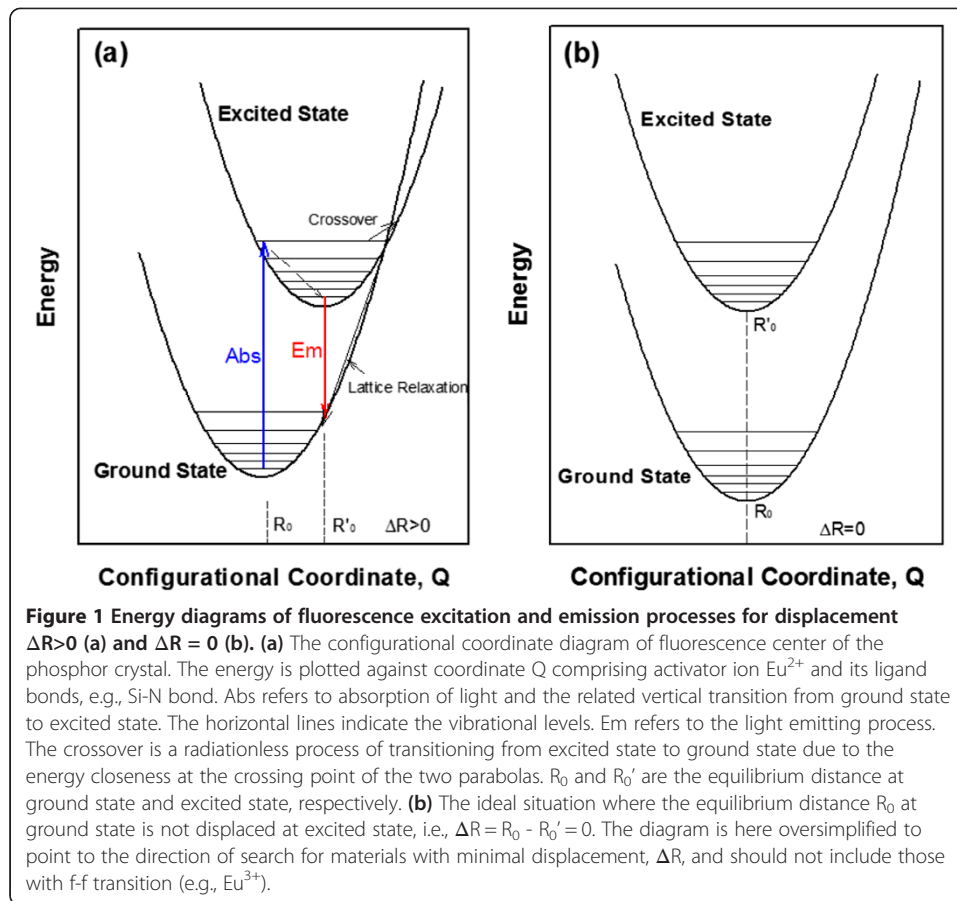 (a)
Excited State
Crossover
Energy
Abs
Em
Lattice Relaxation
Ground State
R₀ R'₀ ΔR>0
Configurational Coordinate, Q
(b)
Excited State
Energy
R'₀
Ground State
R₀
ΔR=0
Configurational Coordinate, Q
Figure 1 Energy diagrams of fluorescence excitation and emission processes for displacement
ΔR>0 (a) and ΔR = 0 (b). (a) The configurational coordinate diagram of fluorescence center of the
phosphor crystal. The energy is plotted against coordinate Q comprising activator ion Eu²⁺ and its ligand
bonds, e.g., Si-N bond. Abs refers to absorption of light and the related vertical transition from ground state
to excited state. The horizontal lines indicate the vibrational levels. Em refers to the light emitting process.
The crossover is a radiationless process of transitioning from excited state to ground state due to the
energy closeness at the crossing point of the two parabolas. R₀ and R₀′ are the equilibrium distance at
ground state and excited state, respectively. (b) The ideal situation where the equilibrium distance R₀ at
ground state is not displaced at excited state, i.e., ΔR = R₀ - R₀′ = 0. The diagram is here oversimplified to
point to the direction of search for materials with minimal displacement, ΔR, and should not include those
with f-f transition (e.g., Eu³⁺).